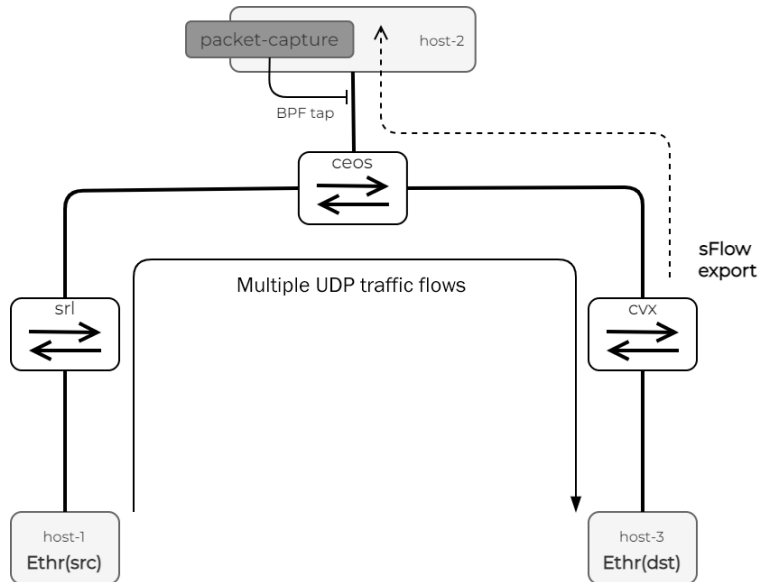 packet-capture
host-2
BPF tap
ceos
sFlow
export
Multiple UDP traffic flows
srl
cvx
host-1
Ethr(src)
host-3
Ethr(dst)